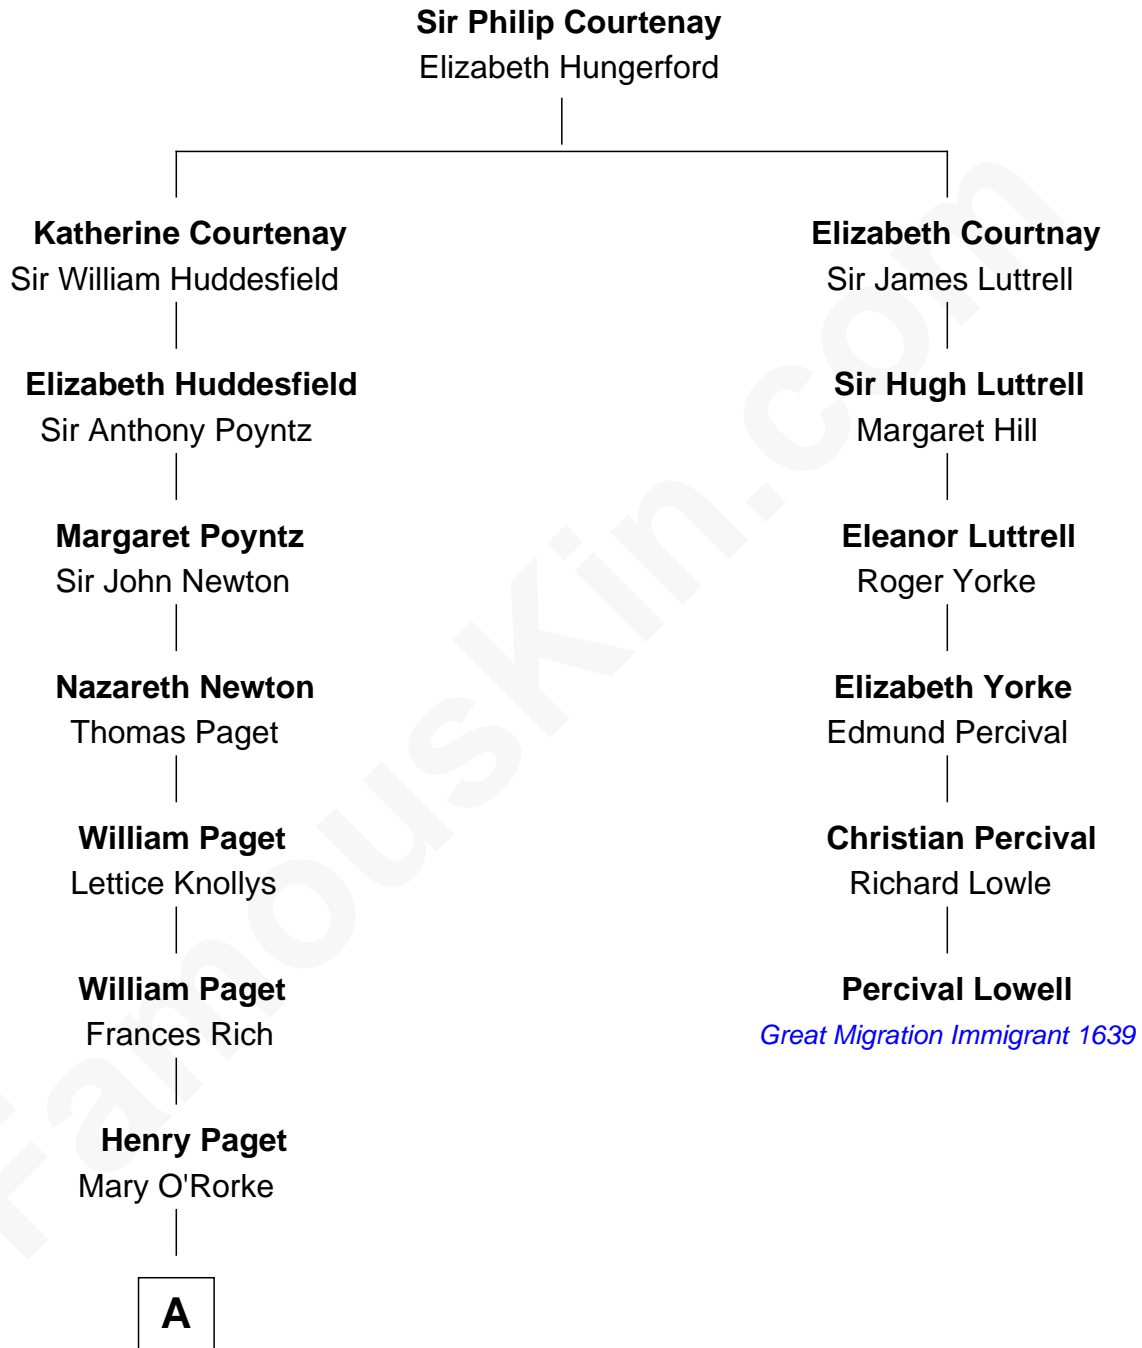 Sir Philip Courtenay
Elizabeth Hungerford
Katherine Courtenay
Sir William Huddesfield
Elizabeth Huddesfield
Sir Anthony Poyntz
Margaret Poyntz
Sir John Newton
Nazareth Newton
Thomas Paget
William Paget
Lettice Knollys
William Paget
Frances Rich
Henry Paget
Mary O'Rorke
A
Elizabeth Courtnay
Sir James Luttrell
Sir Hugh Luttrell
Margaret Hill
Eleanor Luttrell
Roger Yorke
Elizabeth Yorke
Edmund Percival
Christian Percival
Richard Lowle
Percival Lowell
Great Migration Immigrant 1639
FamousKin.com